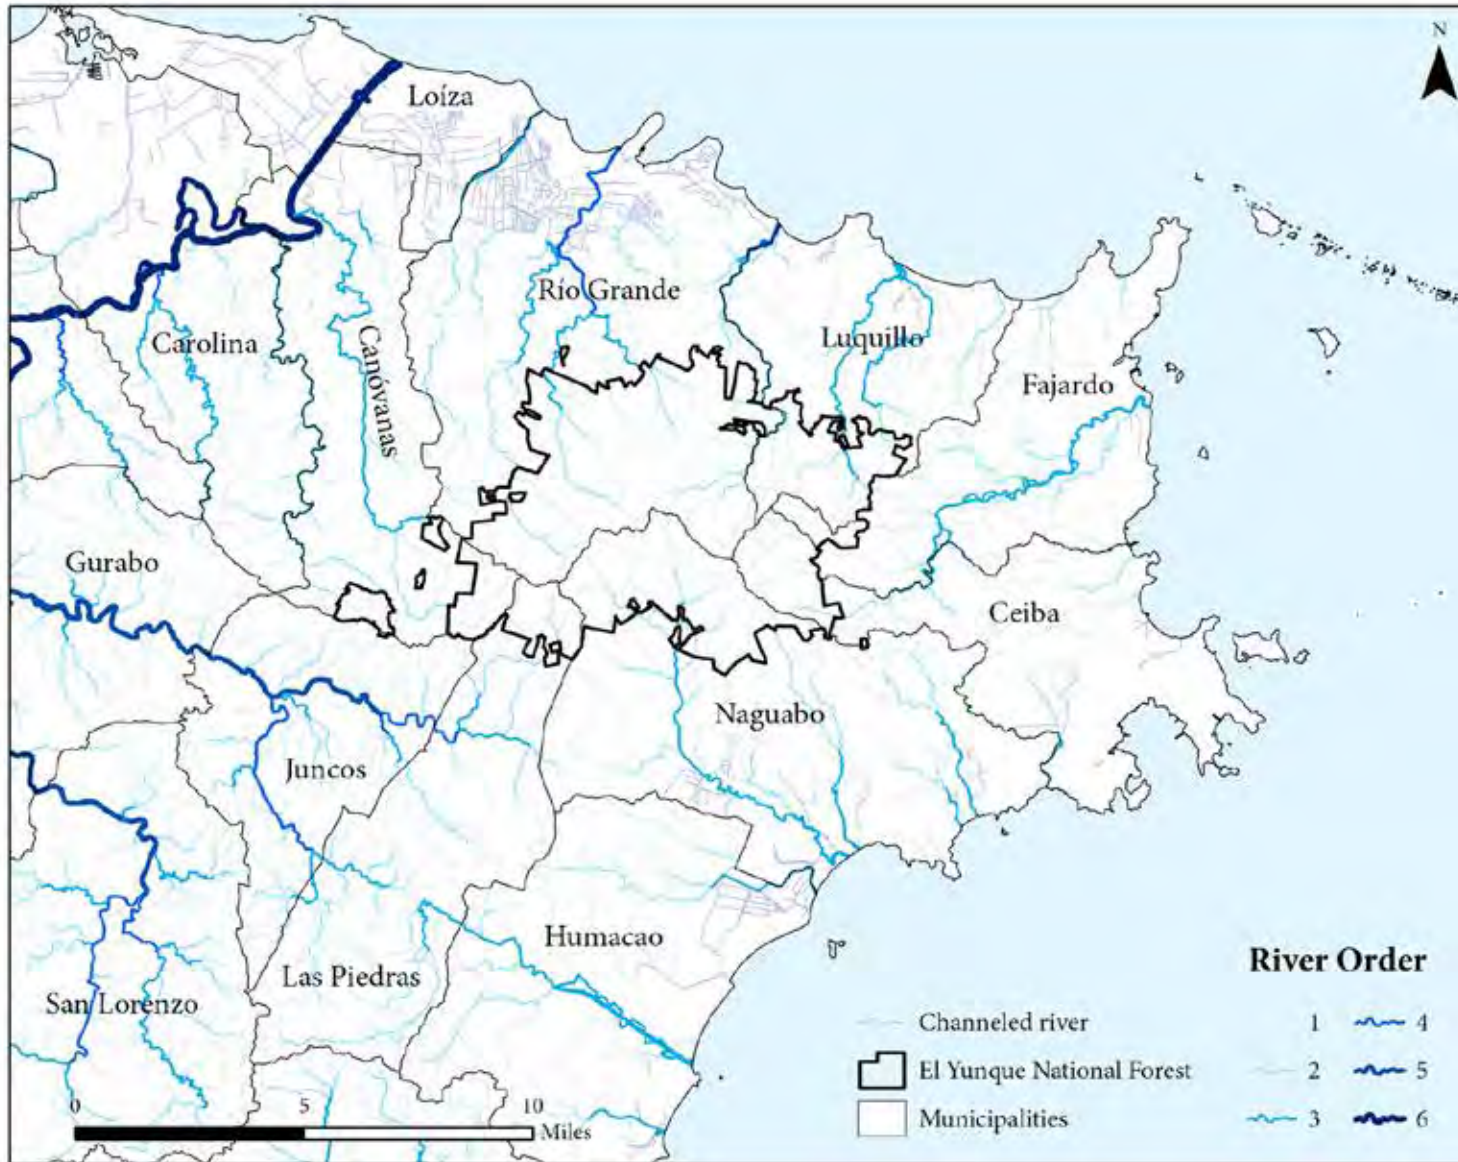 N
Loíza
Río Grande
Carolina
Canóvanas
Luquillo
Fajardo
Gurabo
Ceiba
Naguabo
Juncos
Humacao
Las Piedras
San Lorenzo
River Order
Channeled river
El Yunque National Forest
Municipalities
1
2
3
4
5
6
0 5 10
Miles